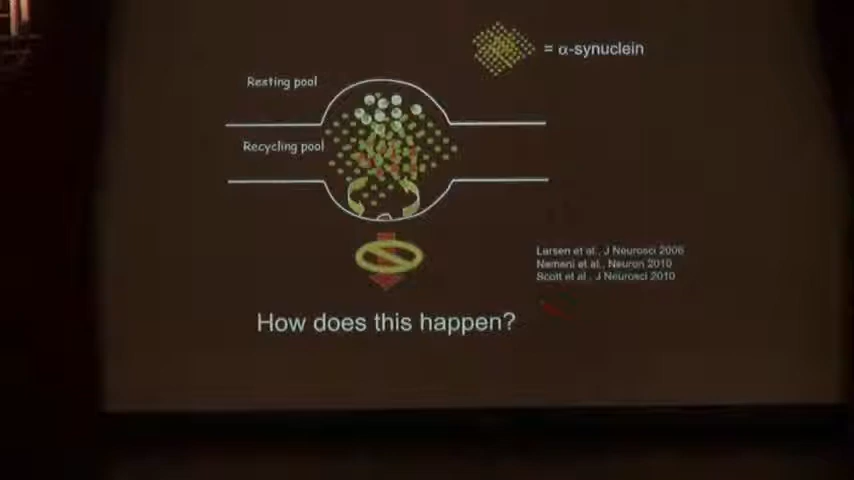 = α-synuclein
Resting pool
Recycling pool
Larsen et al., J Neurosci 2006
Nemani et al., Neuron 2010
Scott et al., J Neurosci 2010
How does this happen?